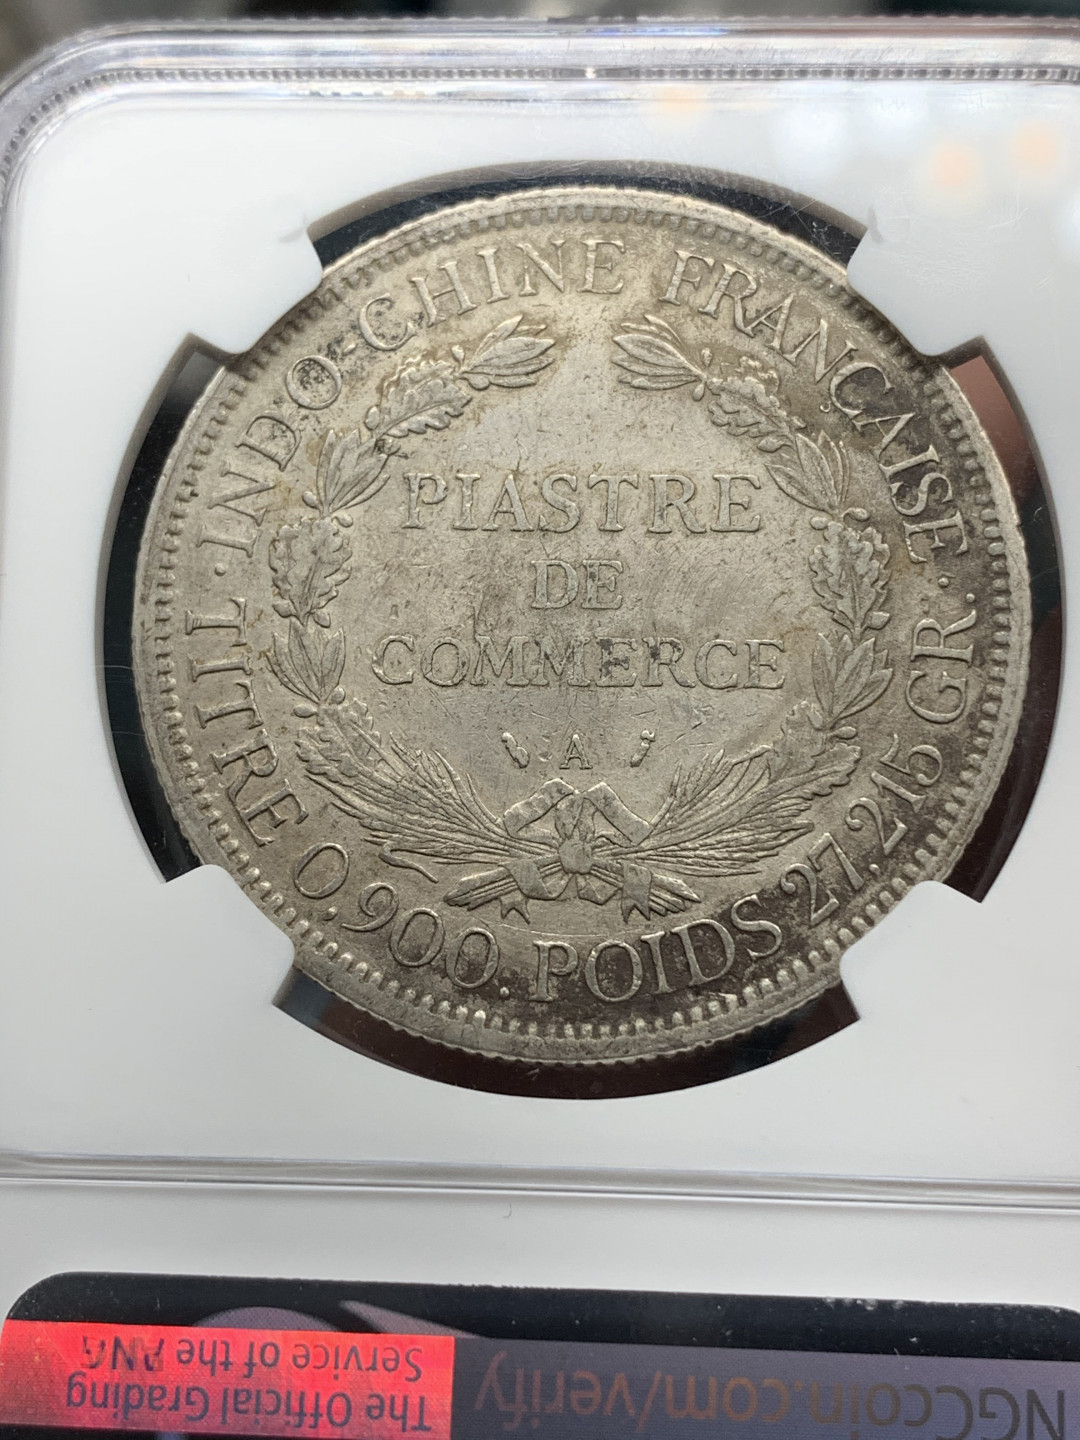 INDO-CHINE FRANÇAISE.
TITRE 0,900. POIDS 27,215 GR.
PIASTRE
DE
COMMERCE
A
NGCcoin.com/verify
The Official Grading
Service of the ANA